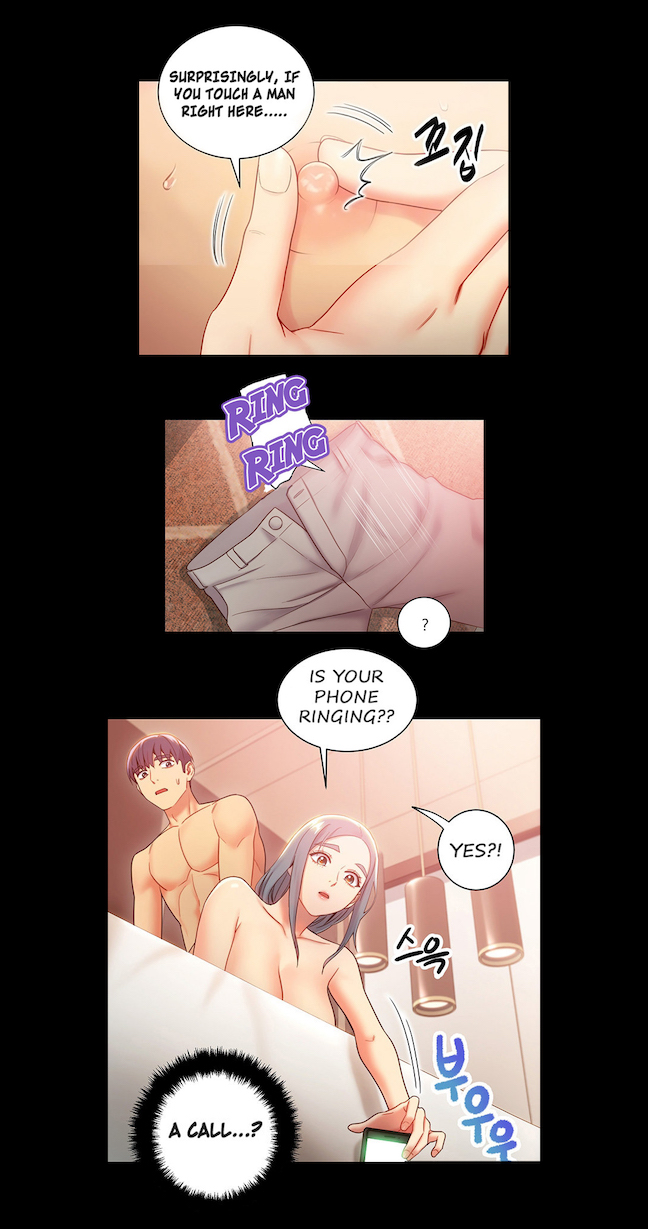 SURPRISINGLY, IF
YOU TOUCH A MAN
RIGHT HERE.....
꼬집
RING
RING
?
IS YOUR
PHONE
RINGING??
YES?!
스윽
부우우
A CALL...?